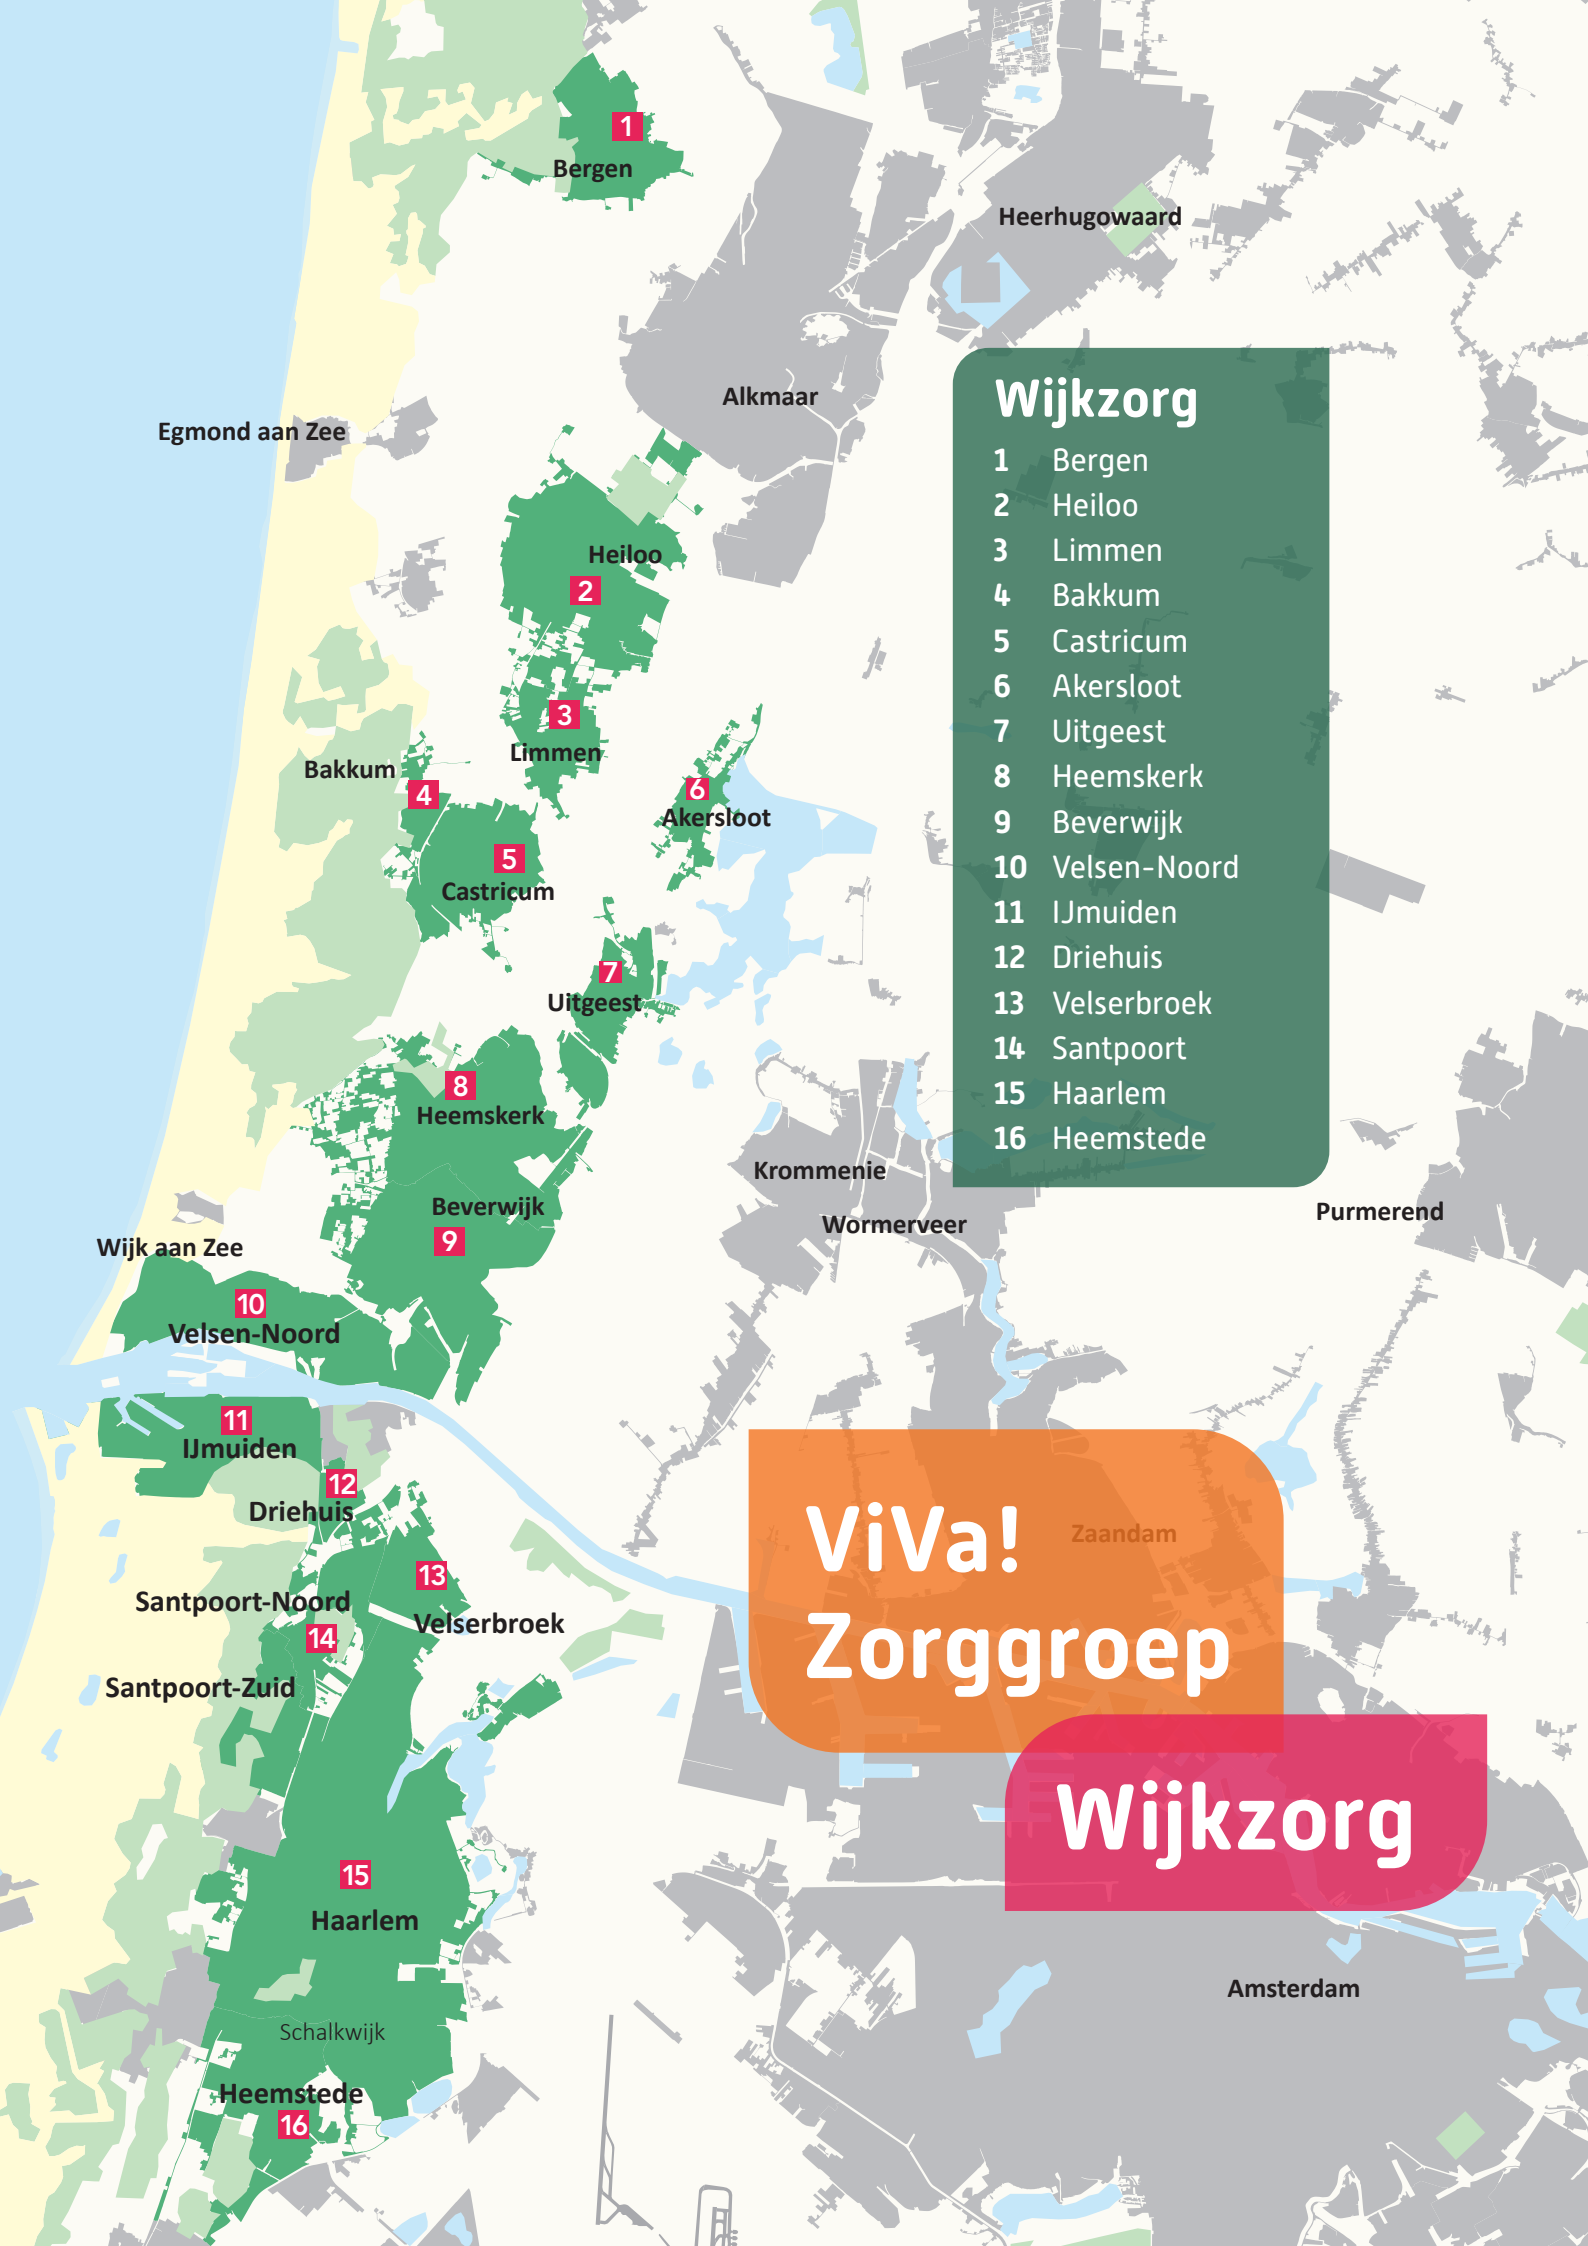 1
Bergen
Heerhugowaard
Alkmaar
Egmond aan Zee
Heiloo
2
3
Limmen
Bakkum
4
6
Akersloot
5
Castricum
7
Uitgeest
8
Heemskerk
Krommenie
Beverwijk
9
Wormerveer
Purmerend
Wijk aan Zee
10
Velsen-Noord
11
IJmuiden
12
Driehuis
13
Velserbroek
Santpoort-Noord
14
Santpoort-Zuid
15
Haarlem
Schalkwijk
Heemstede
16
Amsterdam
Wijkzorg
1 Bergen
2 Heiloo
3 Limmen
4 Bakkum
5 Castricum
6 Akersloot
7 Uitgeest
8 Heemskerk
9 Beverwijk
10 Velsen-Noord
11 IJmuiden
12 Driehuis
13 Velserbroek
14 Santpoort
15 Haarlem
16 Heemstede
ViVa!
Zaandam
Zorggroep
Wijkzorg